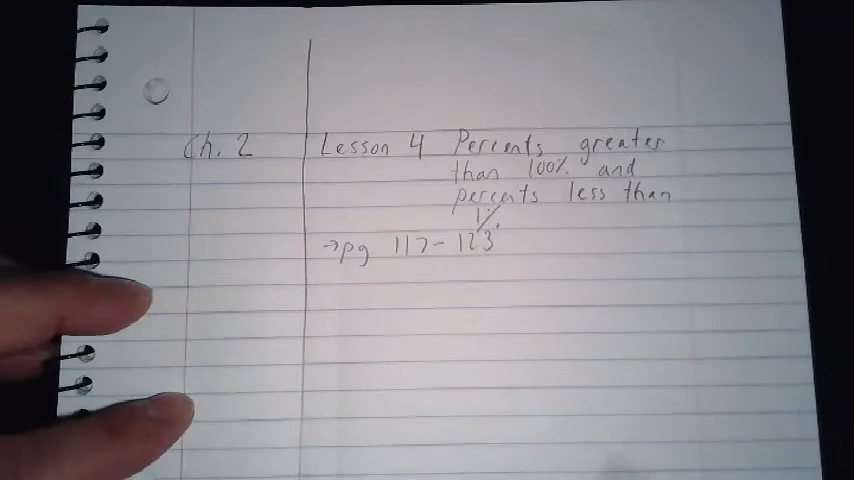 Ch. 2 Lesson 4 Percents greater
than 100% and
percents less than
1%.
→pg 117-123